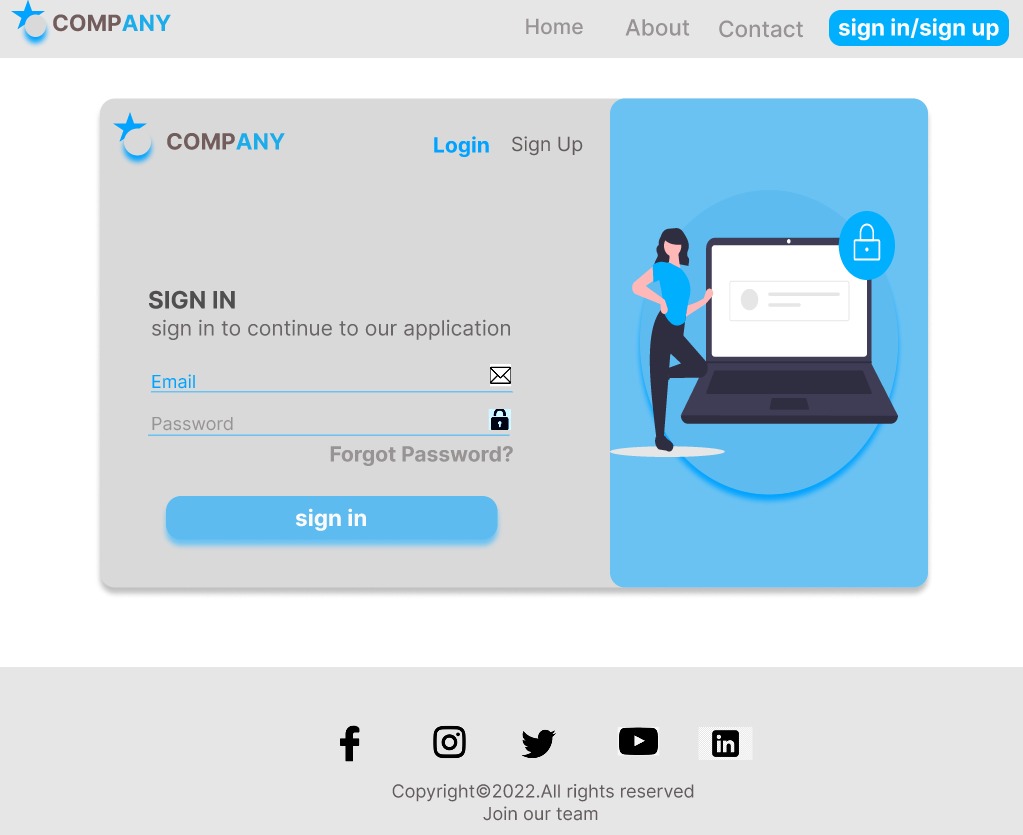 COMPANY
Home About Contact sign in/sign up
COMPANY
Login Sign Up
SIGN IN
sign in to continue to our application
Email
Password
Forgot Password?
sign in
in
Copyright©2022.All rights reserved
Join our team